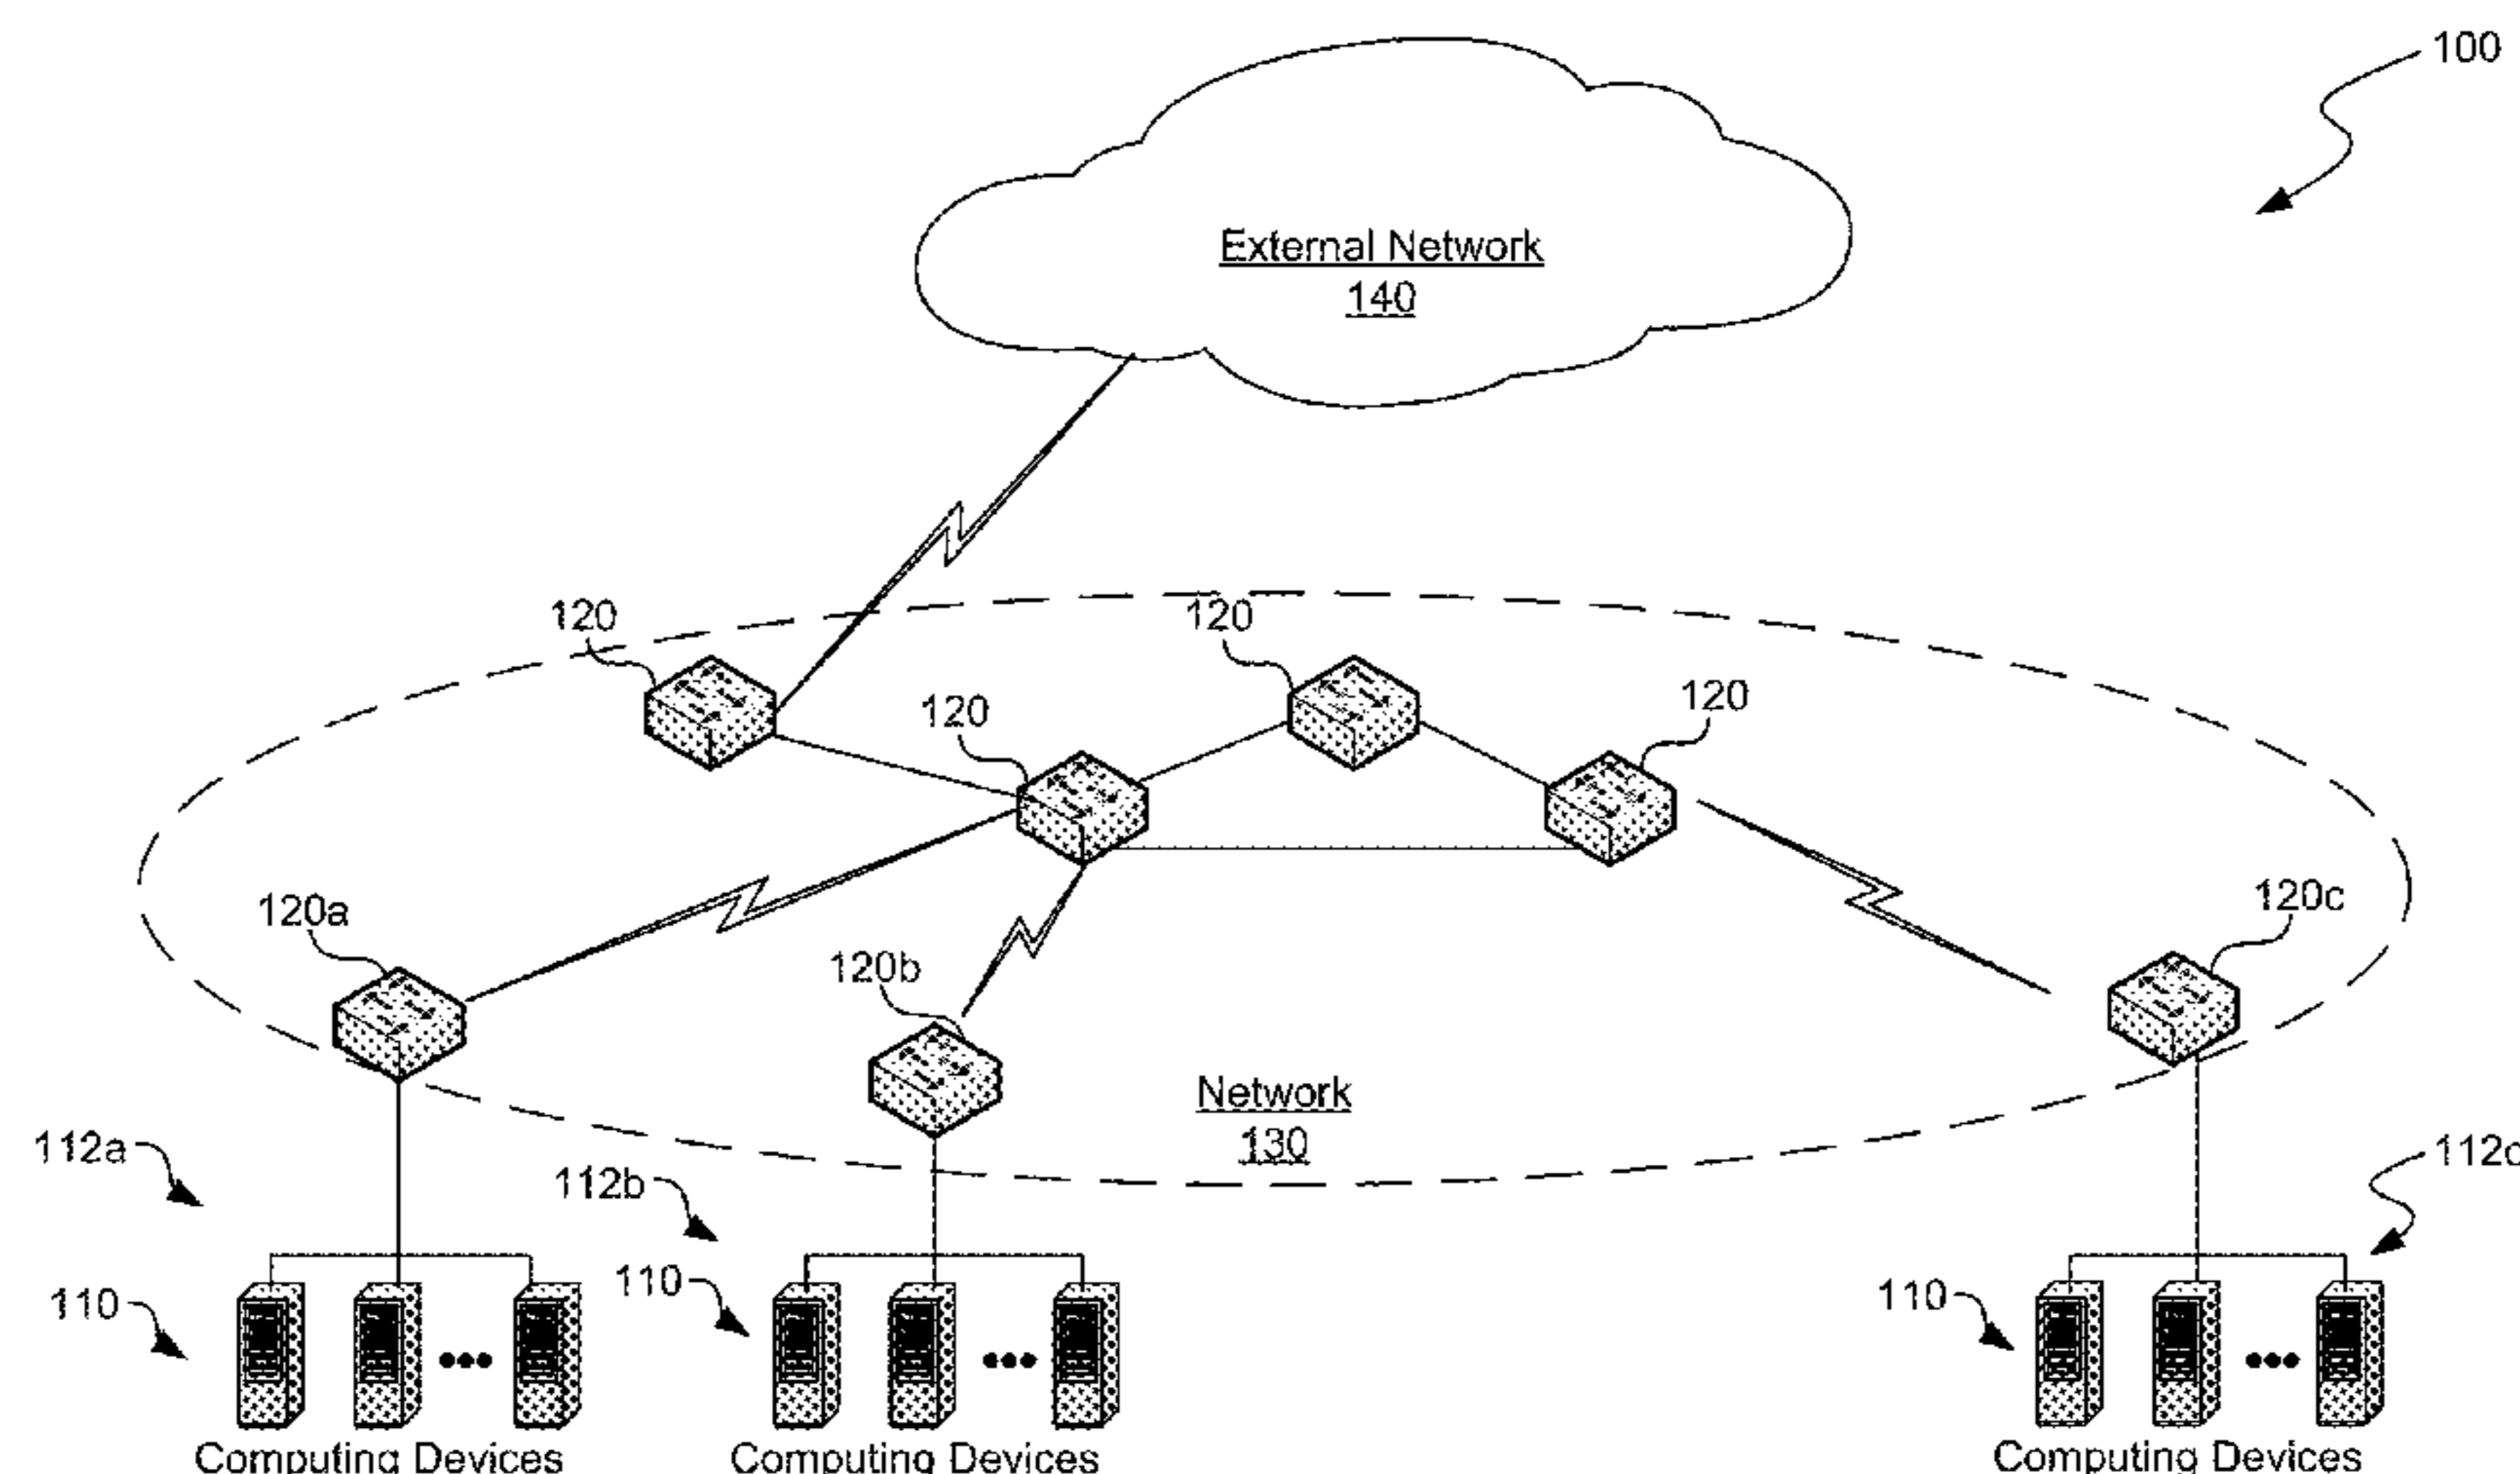 100
External Network
140
120
120
120
120
120a
120b
120c
Network
130
112a
112b
110
110
110
Computing Devices
Computing Devices
Computing Devices